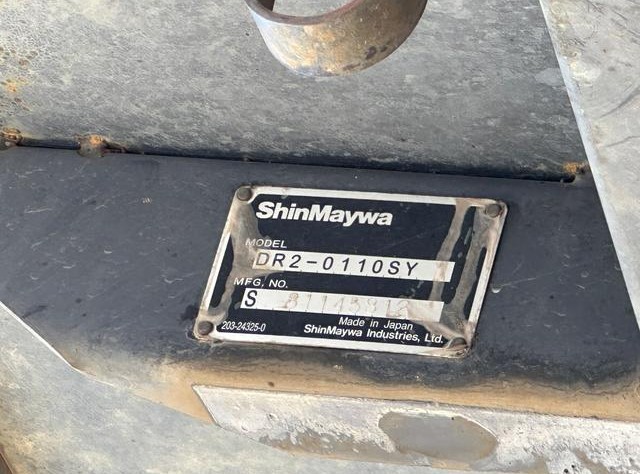 ShinMaywa
MODEL
DR2-0110SY
MFG. NO.
S
Made in Japan
203-24325-0
ShinMaywa Industries, Ltd.